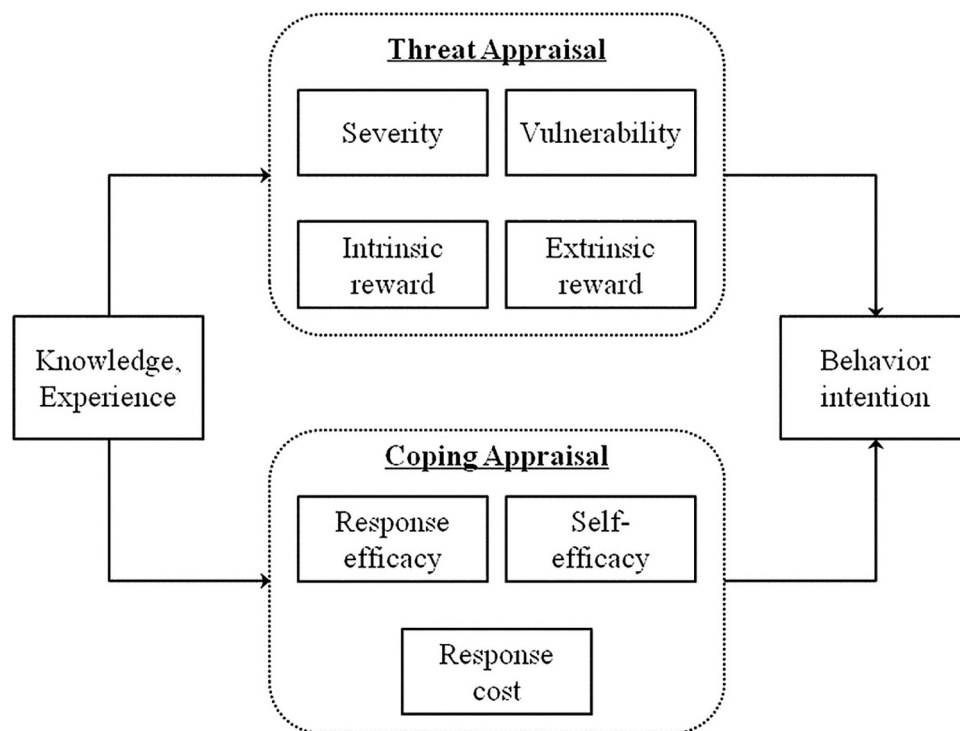 Threat Appraisal
Severity
Vulnerability
Intrinsic
reward
Extrinsic
reward
Knowledge,
Experience
Behavior
intention
Coping Appraisal
Response
efficacy
Self-
efficacy
Response
cost